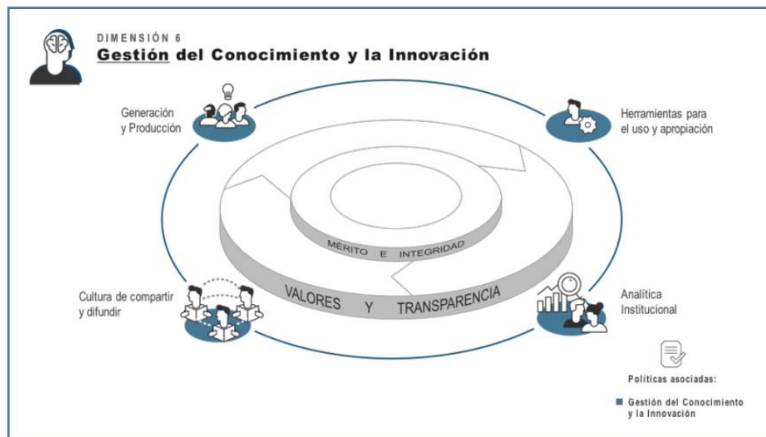 DIMENSIÓN 6
Gestión del Conocimiento y la Innovación
Generación
y Producción
Herramientas para
el uso y apropiación
MÉRITO E INTEGRIDAD
VALORES Y TRANSPARENCIA
Cultura de compartir
y difundir
Analítica
Institucional
Políticas asociadas:
Gestión del Conocimiento
y la Innovación